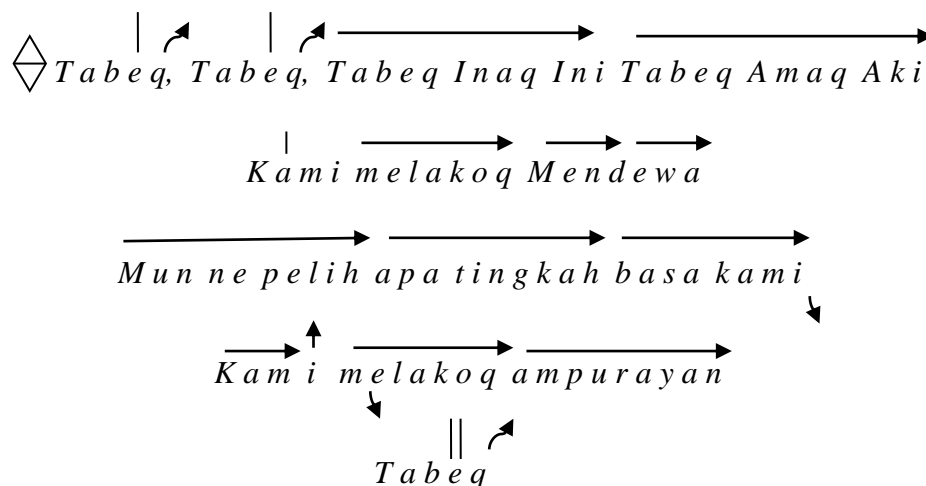 Tabeq, Tabeq, Tabeq Inaq Ini Tabeq Amaq Aki
Kami melakoq Mendewa
Mun ne pelih apa tingkah basa kami
Kami melakoq ampurayan
Tabeq